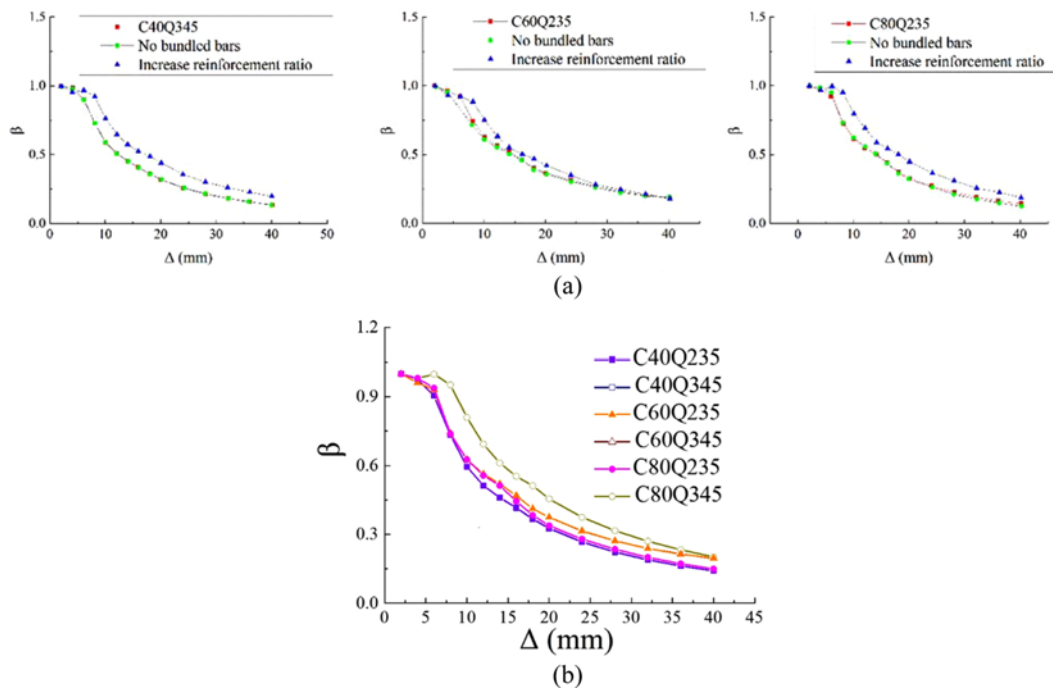 1.5
1.0
0.5
0.0
β
C40Q345
No bundled bars
Increase reinforcement ratio
0 10 20 30 40 50
Δ (mm)
1.5
1.0
0.5
0.0
β
C60Q235
No bundled bars
Increase reinforcement ratio
0 10 20 30 40
Δ (mm)
1.5
1.0
0.5
0.0
β
C80Q235
No bundled bars
Increase reinforcement ratio
0 10 20 30 40
Δ (mm)
(a)
1.2
0.9
0.6
0.3
0.0
β
C40Q235
C40Q345
C60Q235
C60Q345
C80Q235
C80Q345
0 5 10 15 20 25 30 35 40 45
Δ (mm)
(b)